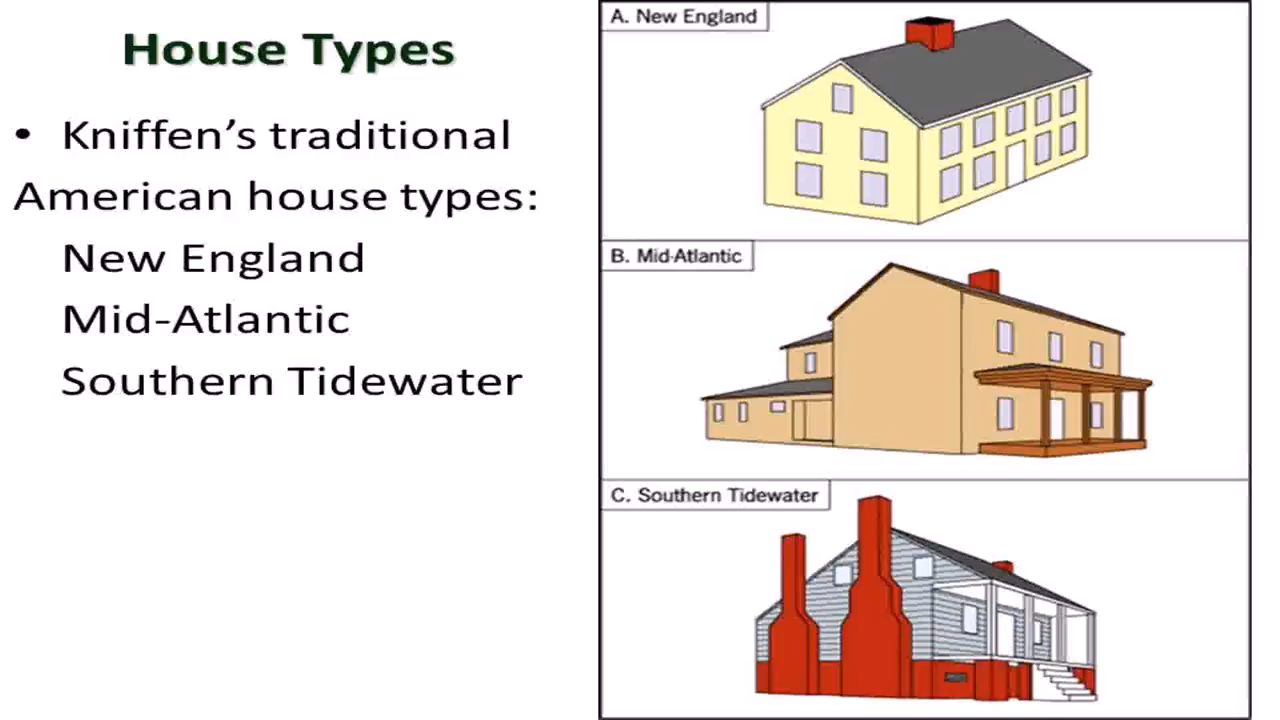 House Types
• Kniffen's traditional
American house types:
New England
Mid-Atlantic
Southern Tidewater
A. New England
B. Mid-Atlantic
C. Southern Tidewater